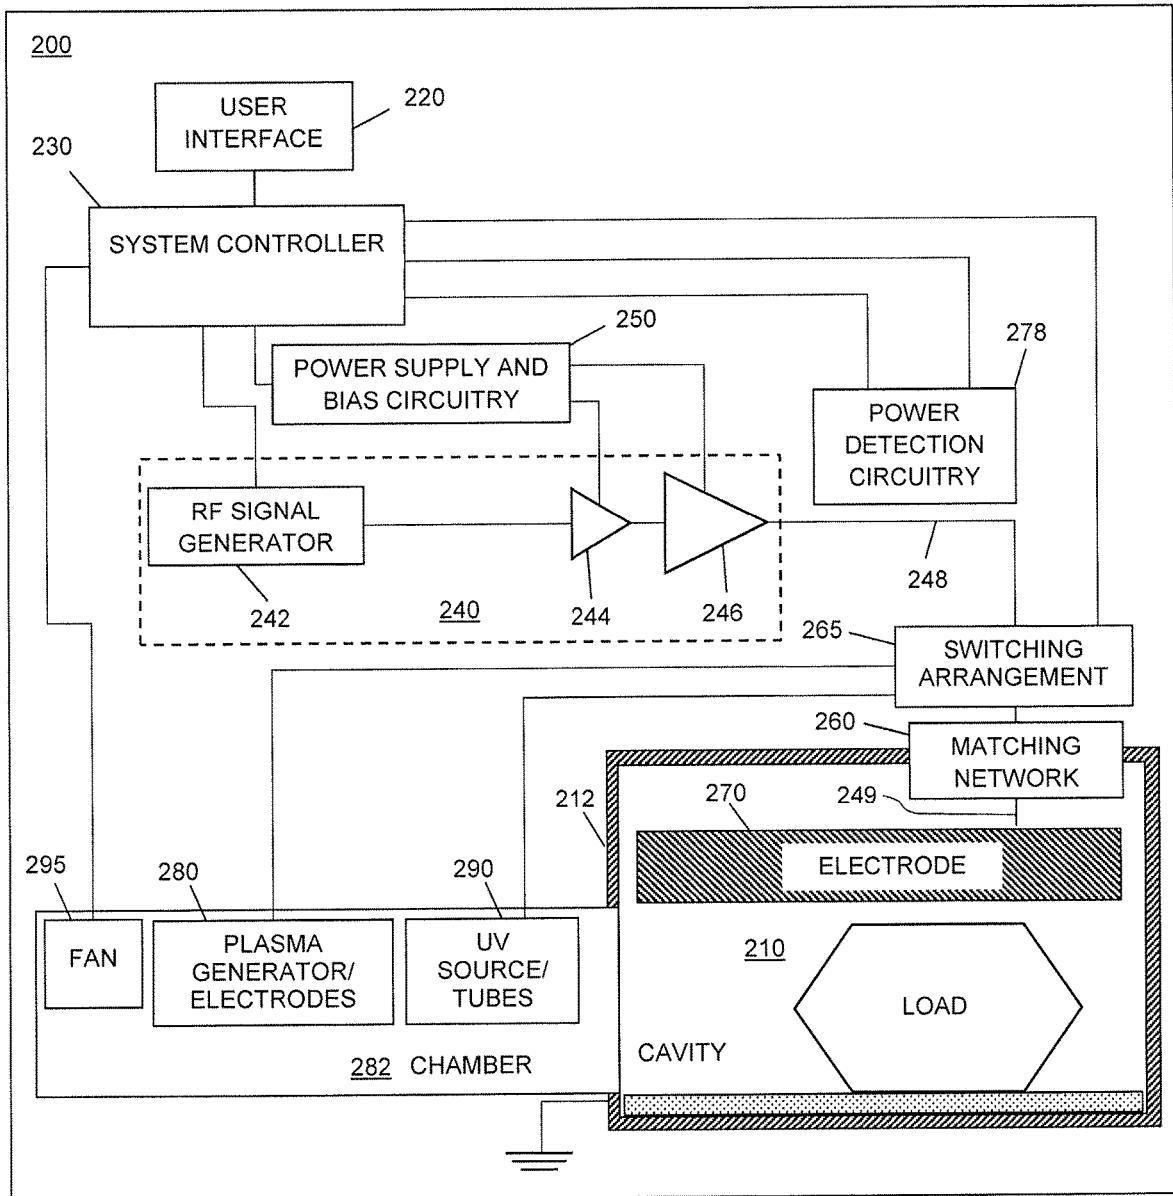 200
USER
INTERFACE
220
230
SYSTEM CONTROLLER
250
POWER SUPPLY AND
BIAS CIRCUITRY
278
POWER
DETECTION
CIRCUITRY
RF SIGNAL
GENERATOR
242
240
244
246
248
265
SWITCHING
ARRANGEMENT
260
MATCHING
NETWORK
249
212
270
ELECTRODE
295
FAN
280
PLASMA
GENERATOR/
ELECTRODES
290
UV
SOURCE/
TUBES
282 CHAMBER
210
LOAD
CAVITY